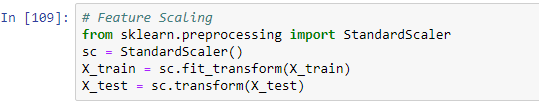 In [109]: # Feature Scaling
from sklearn.preprocessing import StandardScaler
sc = StandardScaler()
X_train = sc.fit_transform(X_train)
X_test = sc.transform(X_test)